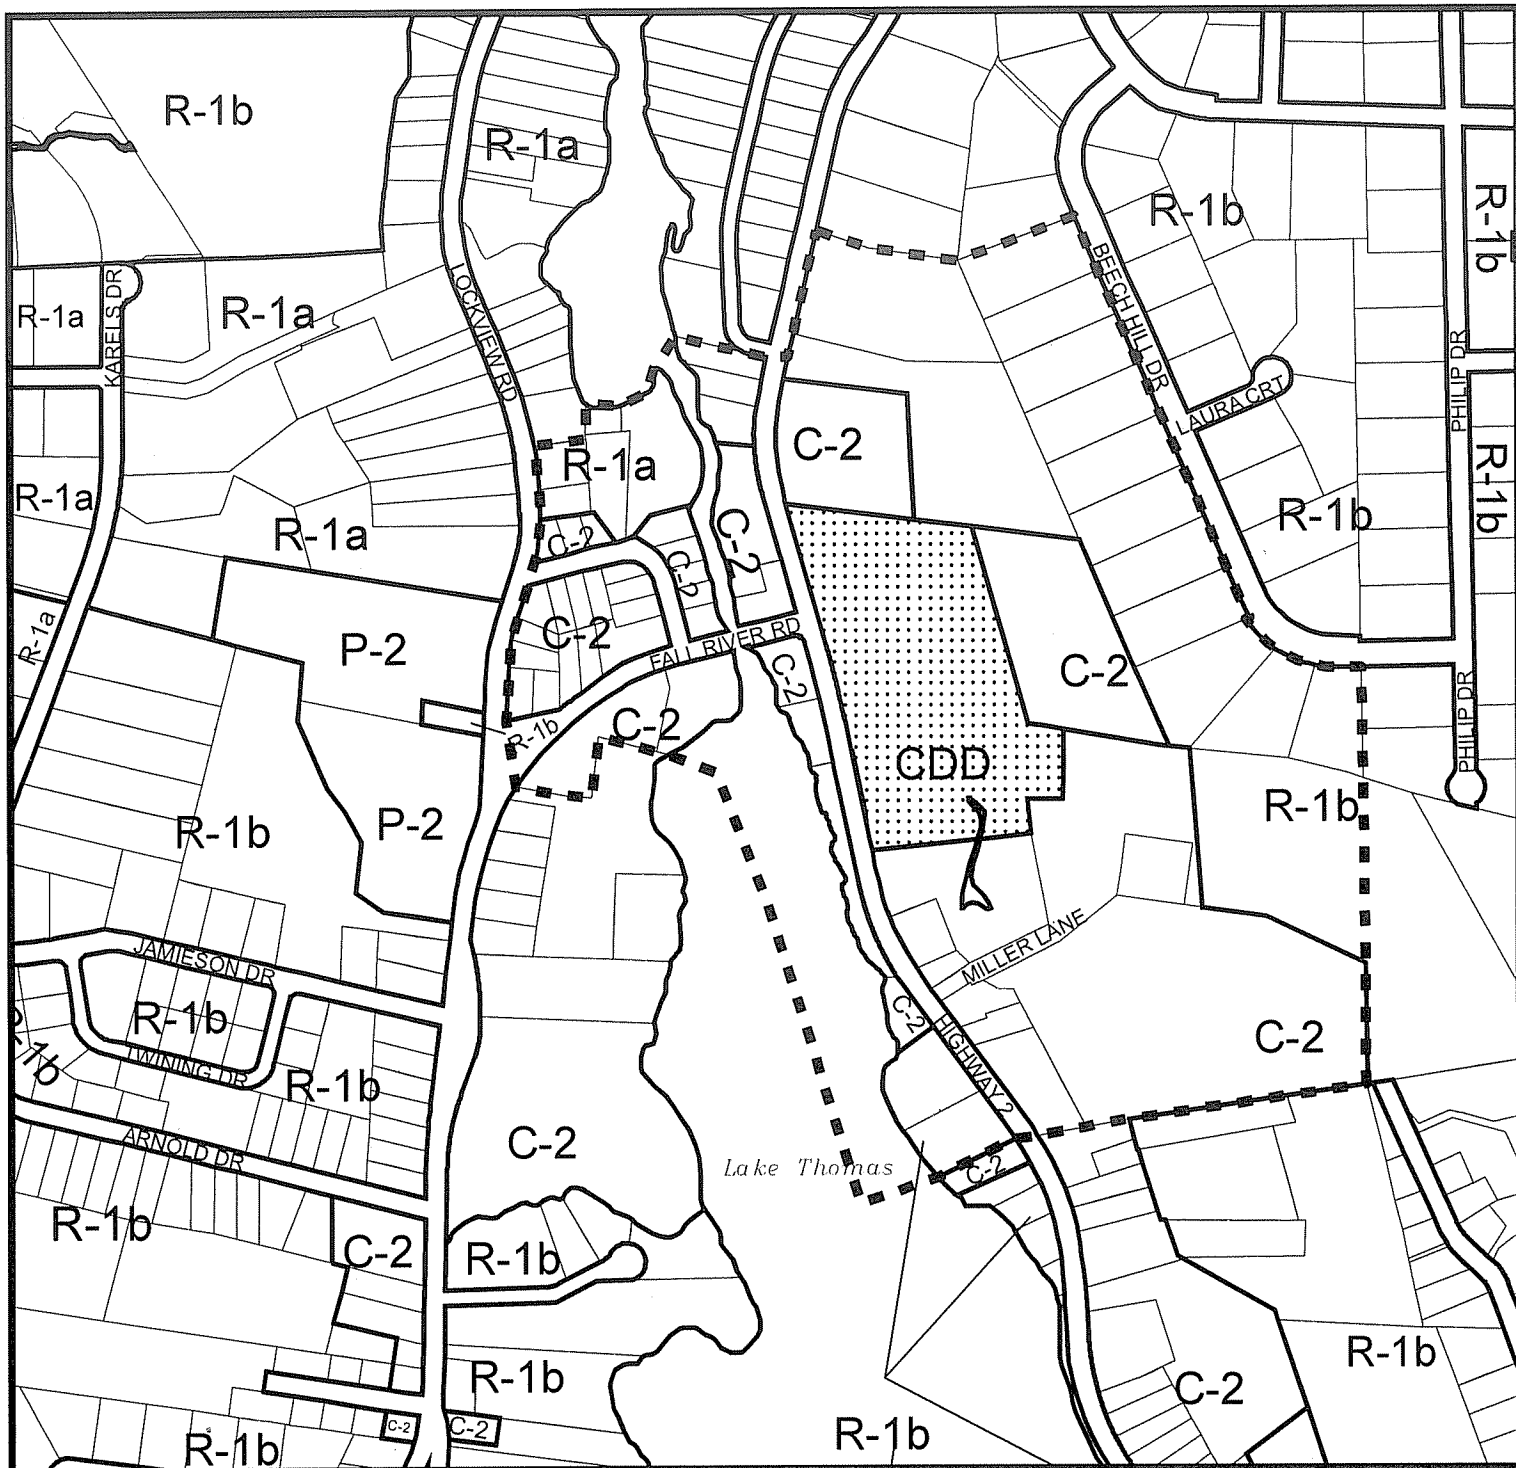 R-1b
R-1a
R-1b
R-1b
LOCKVIEW RD
BEECH HILL DR
KARELS DR
R-1a
R-1a
PHILIP DR
LAURA CRT
C-2
R-1a
R-1a
R-1b
R-1b
R-1a
C-2
C-2
C-2
R-1a
P-2
C-2
FALL RIVER RD
C-2
C-2
PHILIP DR
R-1b
C-2
CDD
R-1b
R-1b
P-2
JAMIESON DR
MILLER LANE
R-1b
C-2
C-2
R-1b
TWINING DR
R-1b
HIGHWAY 2
ARNOLD DR
C-2
Lake Thomas
C-2
R-1b
C-2
R-1b
R-1b
R-1b
C-2
C-2
C-2
R-1b
R-1b